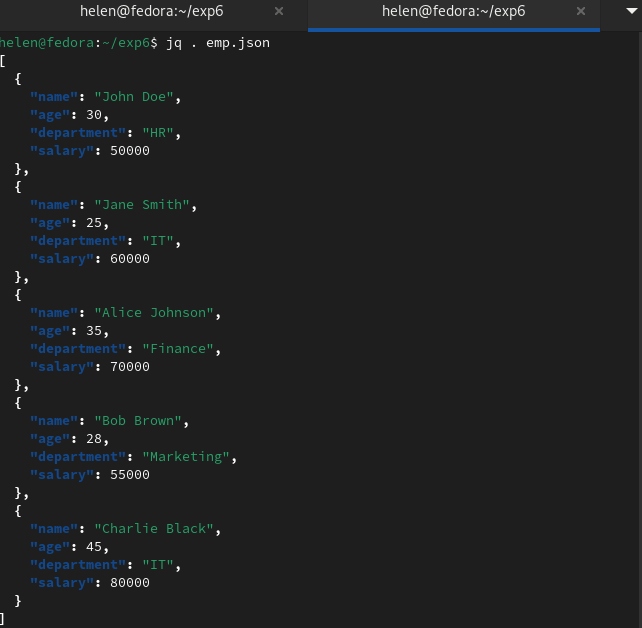 helen@fedora:~/exp6 × helen@fedora:~/exp6 ×
helen@fedora:~/exp6$ jq . emp.json
[
  {
    "name": "John Doe",
    "age": 30,
    "department": "HR",
    "salary": 50000
  },
  {
    "name": "Jane Smith",
    "age": 25,
    "department": "IT",
    "salary": 60000
  },
  {
    "name": "Alice Johnson",
    "age": 35,
    "department": "Finance",
    "salary": 70000
  },
  {
    "name": "Bob Brown",
    "age": 28,
    "department": "Marketing",
    "salary": 55000
  },
  {
    "name": "Charlie Black",
    "age": 45,
    "department": "IT",
    "salary": 80000
  }
]